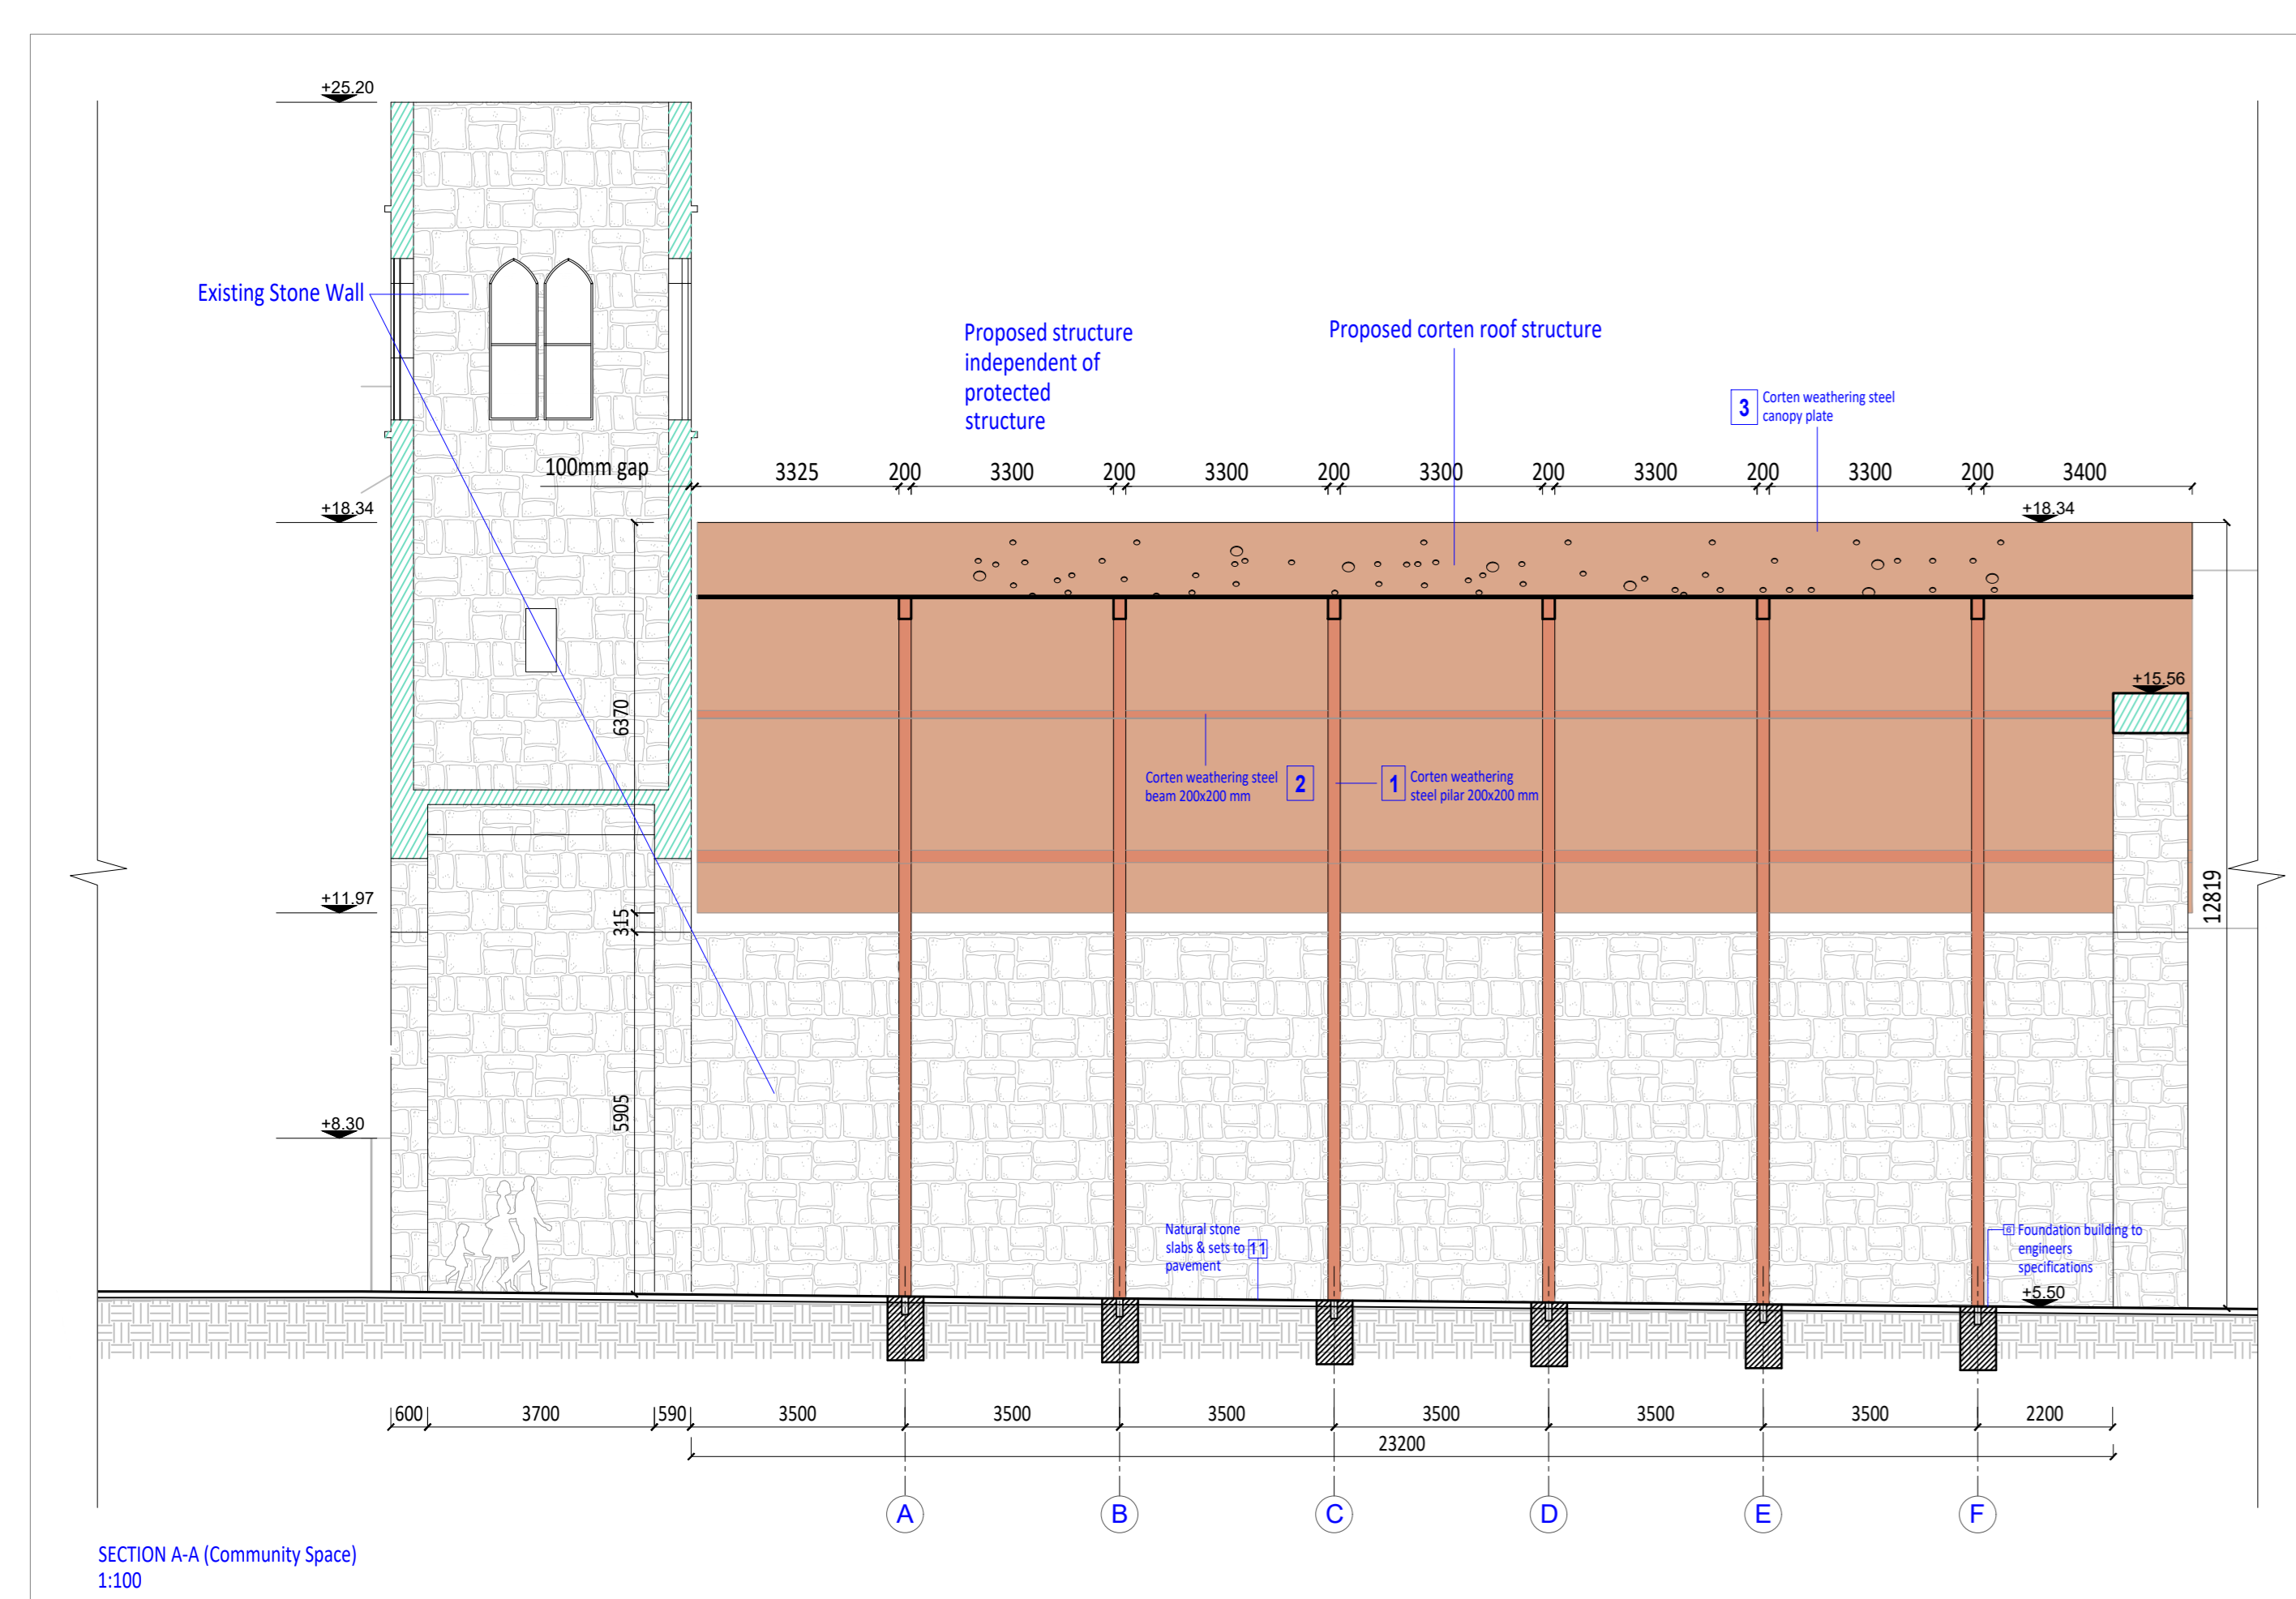 +25.20
Existing Stone Wall
Proposed structure
independent of
protected
structure
Proposed corten roof structure
3 Corten weathering steel
canopy plate
100mm gap
3325 200 3300 200 3300 200 3300 200 3300 200 3300 200 3400
+18.34
+18.34
+15.56
6370
Corten weathering steel
beam 200x200 mm
2
1
Corten weathering
steel pilar 200x200 mm
12819
+11.97
315
5905
+8.30
Natural stone
slabs & sets to 11
pavement
6 Foundation building to
engineers
specifications
+5.50
600 3700 590 3500 3500 3500 3500 3500 3500 2200
23200
A B C D E F
SECTION A-A (Community Space)
1:100